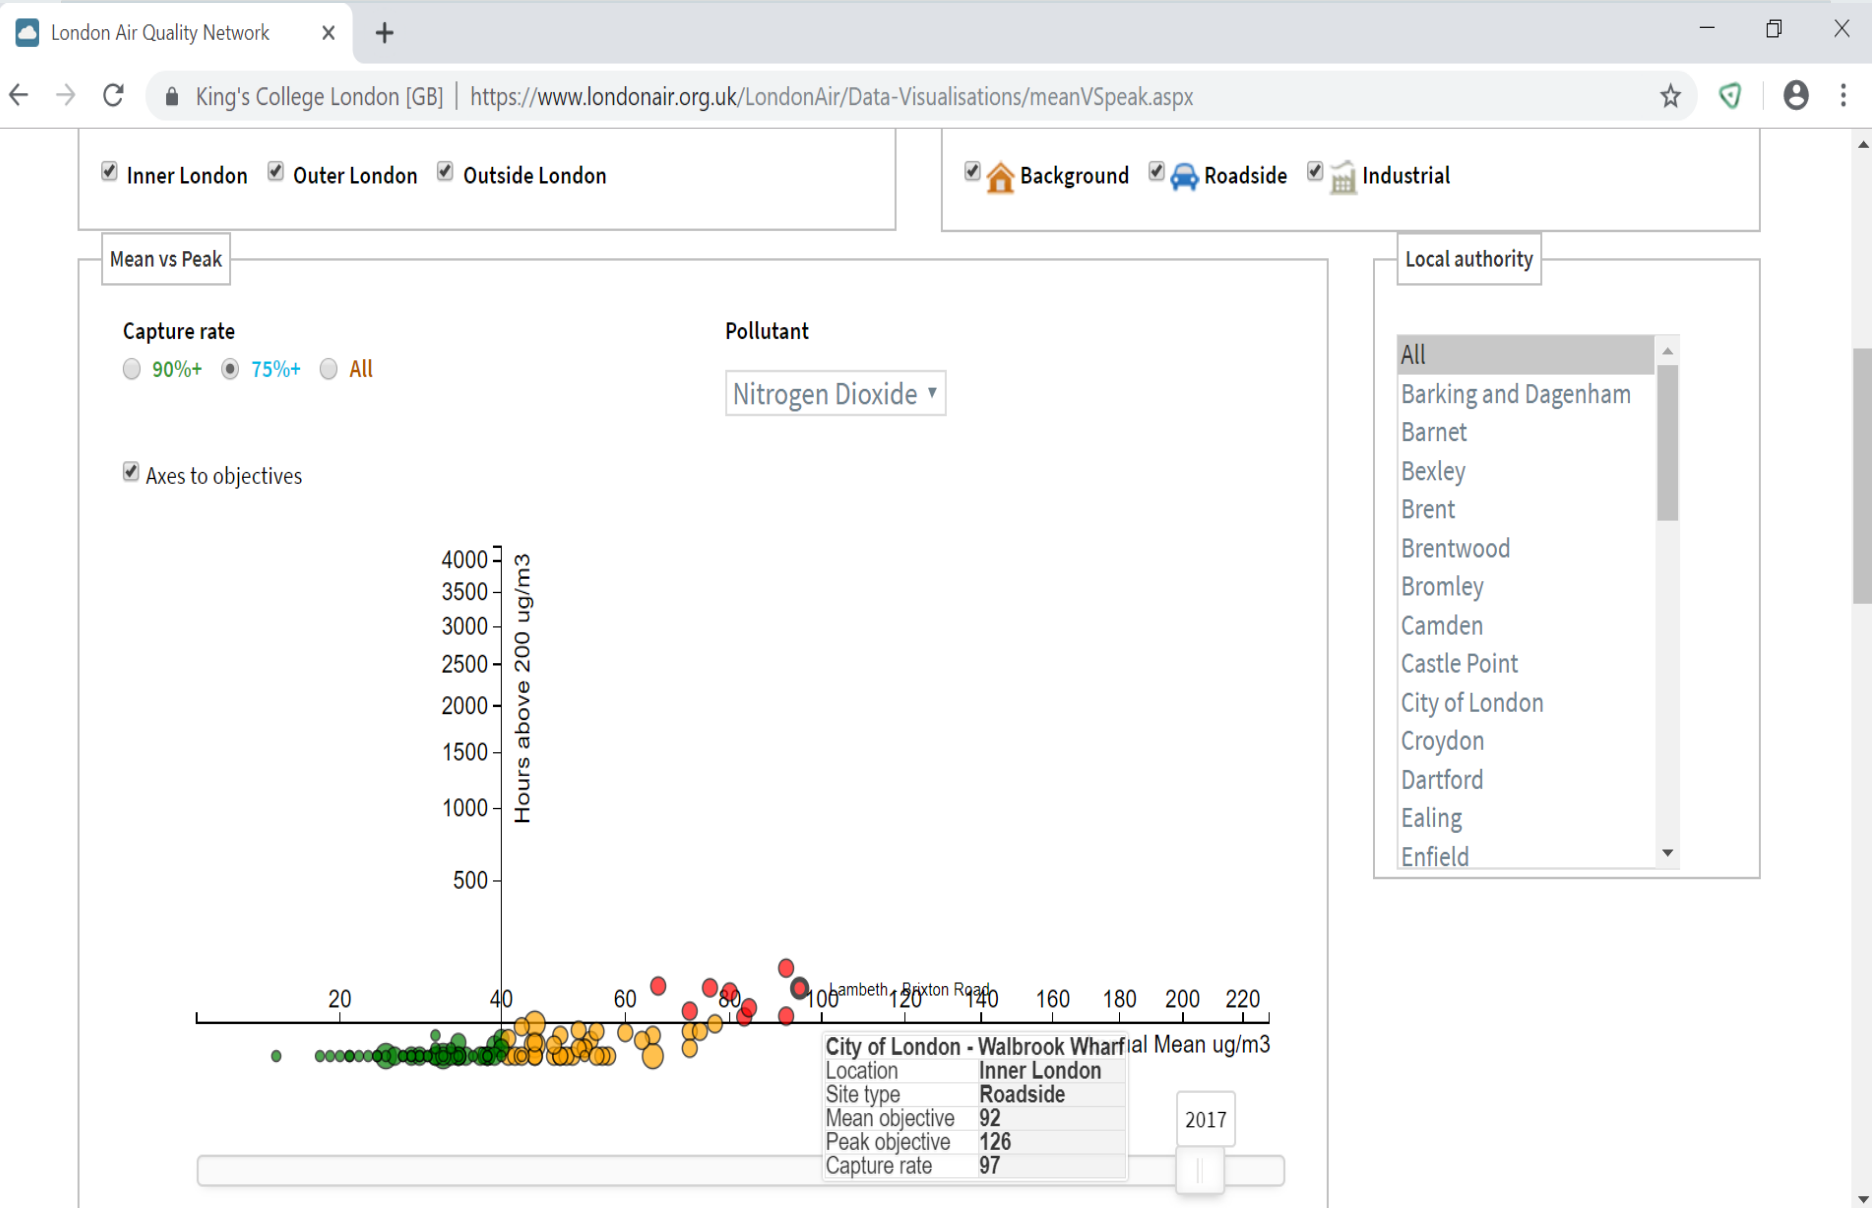 London Air Quality Network
King's College London [GB] | https://www.londonair.org.uk/LondonAir/Data-Visualisations/meanVSpeak.aspx
Inner London Outer London Outside London
Background Roadside Industrial
Mean vs Peak
Local authority
Capture rate
90%+ 75%+ All
Pollutant
Nitrogen Dioxide
Axes to objectives
All
Barking and Dagenham
Barnet
Bexley
Brent
Brentwood
Bromley
Camden
Castle Point
City of London
Croydon
Dartford
Ealing
Enfield
4000
3500
3000
2500
2000
1500
1000
500
Hours above 200 ug/m3
20 40 60 80 100 120 140 160 180 200 220
Lambeth - Brixton Road
al Mean ug/m3
City of London - Walbrook Wharf
Location Inner London
Site type Roadside
Mean objective 92
Peak objective 126
Capture rate 97
2017